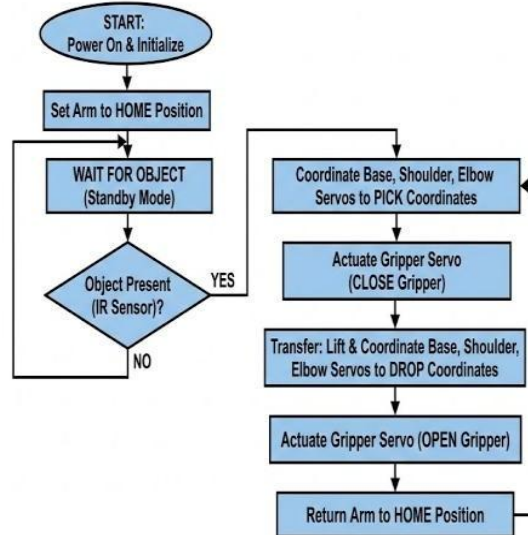 START:
Power On & Initialize
Set Arm to HOME Position
WAIT FOR OBJECT
(Standby Mode)
Object Present
(IR Sensor)?
YES
NO
Coordinate Base, Shoulder, Elbow
Servos to PICK Coordinates
Actuate Gripper Servo
(CLOSE Gripper)
Transfer: Lift & Coordinate Base, Shoulder,
Elbow Servos to DROP Coordinates
Actuate Gripper Servo (OPEN Gripper)
Return Arm to HOME Position